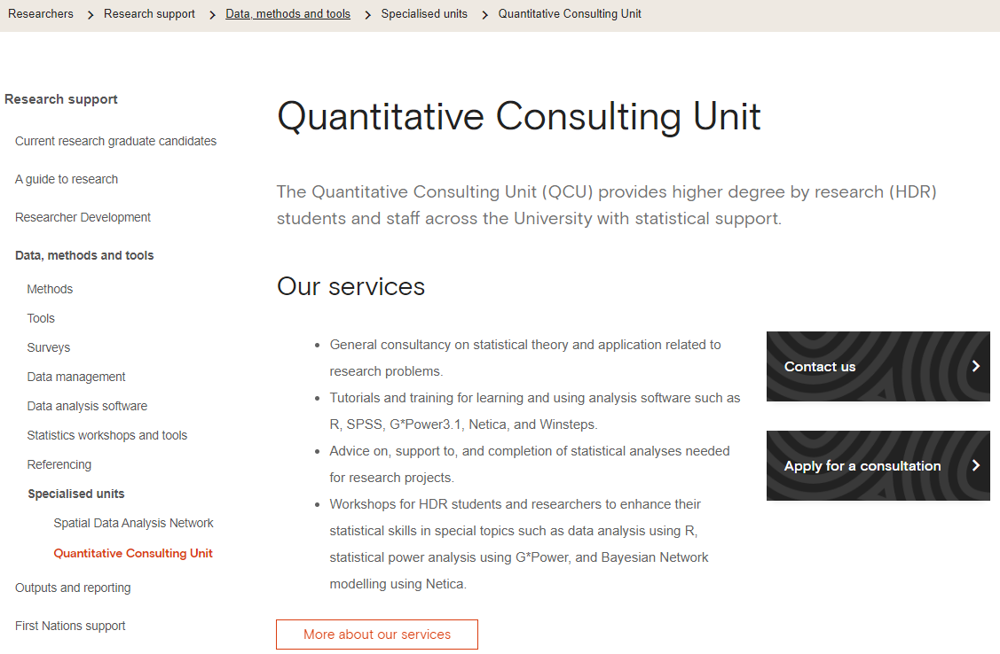 Researchers > Research support > Data, methods and tools > Specialised units > Quantitative Consulting Unit
Research support
Current research graduate candidates
A guide to research
Researcher Development
Data, methods and tools
Methods
Tools
Surveys
Data management
Data analysis software
Statistics workshops and tools
Referencing
Specialised units
Spatial Data Analysis Network
Quantitative Consulting Unit
Outputs and reporting
First Nations support
Quantitative Consulting Unit
The Quantitative Consulting Unit (QCU) provides higher degree by research (HDR)
students and staff across the University with statistical support.
Our services
• General consultancy on statistical theory and application related to
research problems.
• Tutorials and training for learning and using analysis software such as
R, SPSS, G*Power3.1, Netica, and Winsteps.
• Advice on, support to, and completion of statistical analyses needed
for research projects.
• Workshops for HDR students and researchers to enhance their
statistical skills in special topics such as data analysis using R,
statistical power analysis using G*Power, and Bayesian Network
modelling using Netica.
More about our services
Contact us
Apply for a consultation